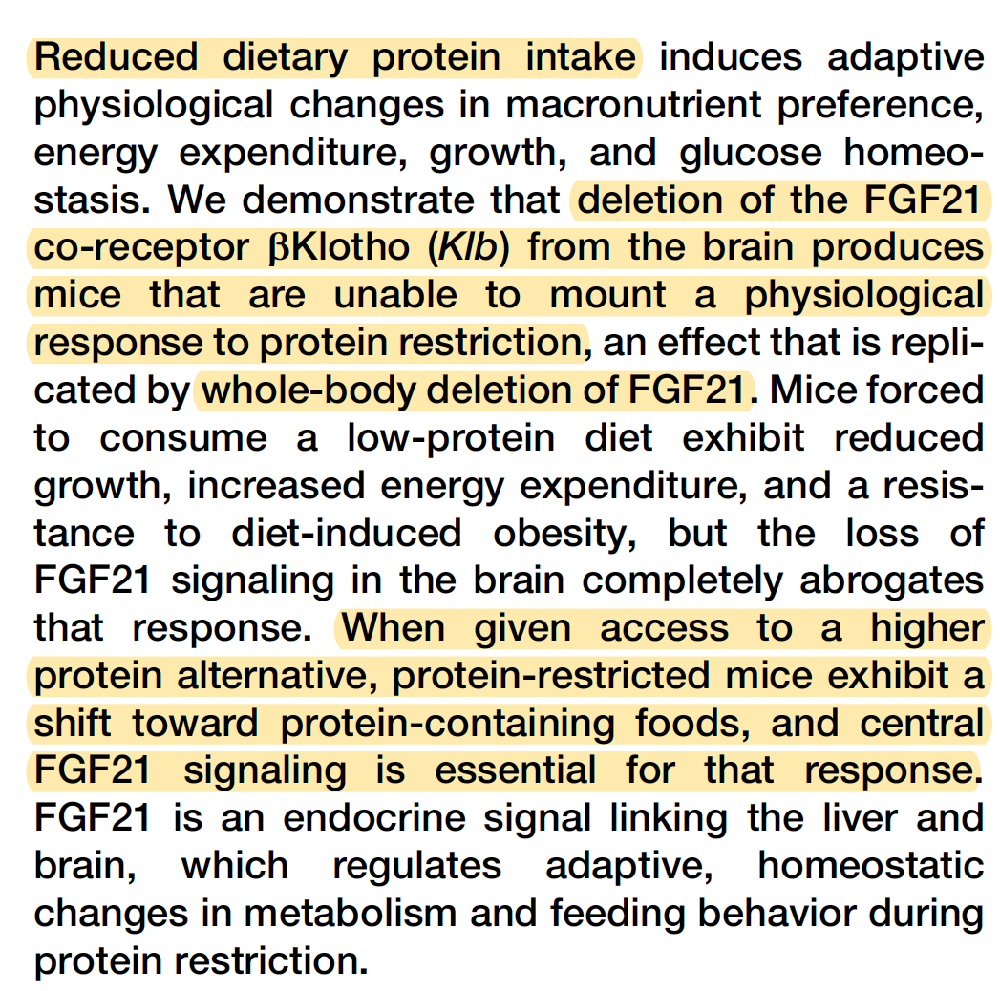 Reduced dietary protein intake induces adaptive
physiological changes in macronutrient preference,
energy expenditure, growth, and glucose homeo-
stasis. We demonstrate that deletion of the FGF21
co-receptor βKlotho (Klb) from the brain produces
mice that are unable to mount a physiological
response to protein restriction, an effect that is repli-
cated by whole-body deletion of FGF21. Mice forced
to consume a low-protein diet exhibit reduced
growth, increased energy expenditure, and a resis-
tance to diet-induced obesity, but the loss of
FGF21 signaling in the brain completely abrogates
that response. When given access to a higher
protein alternative, protein-restricted mice exhibit a
shift toward protein-containing foods, and central
FGF21 signaling is essential for that response.
FGF21 is an endocrine signal linking the liver and
brain, which regulates adaptive, homeostatic
changes in metabolism and feeding behavior during
protein restriction.